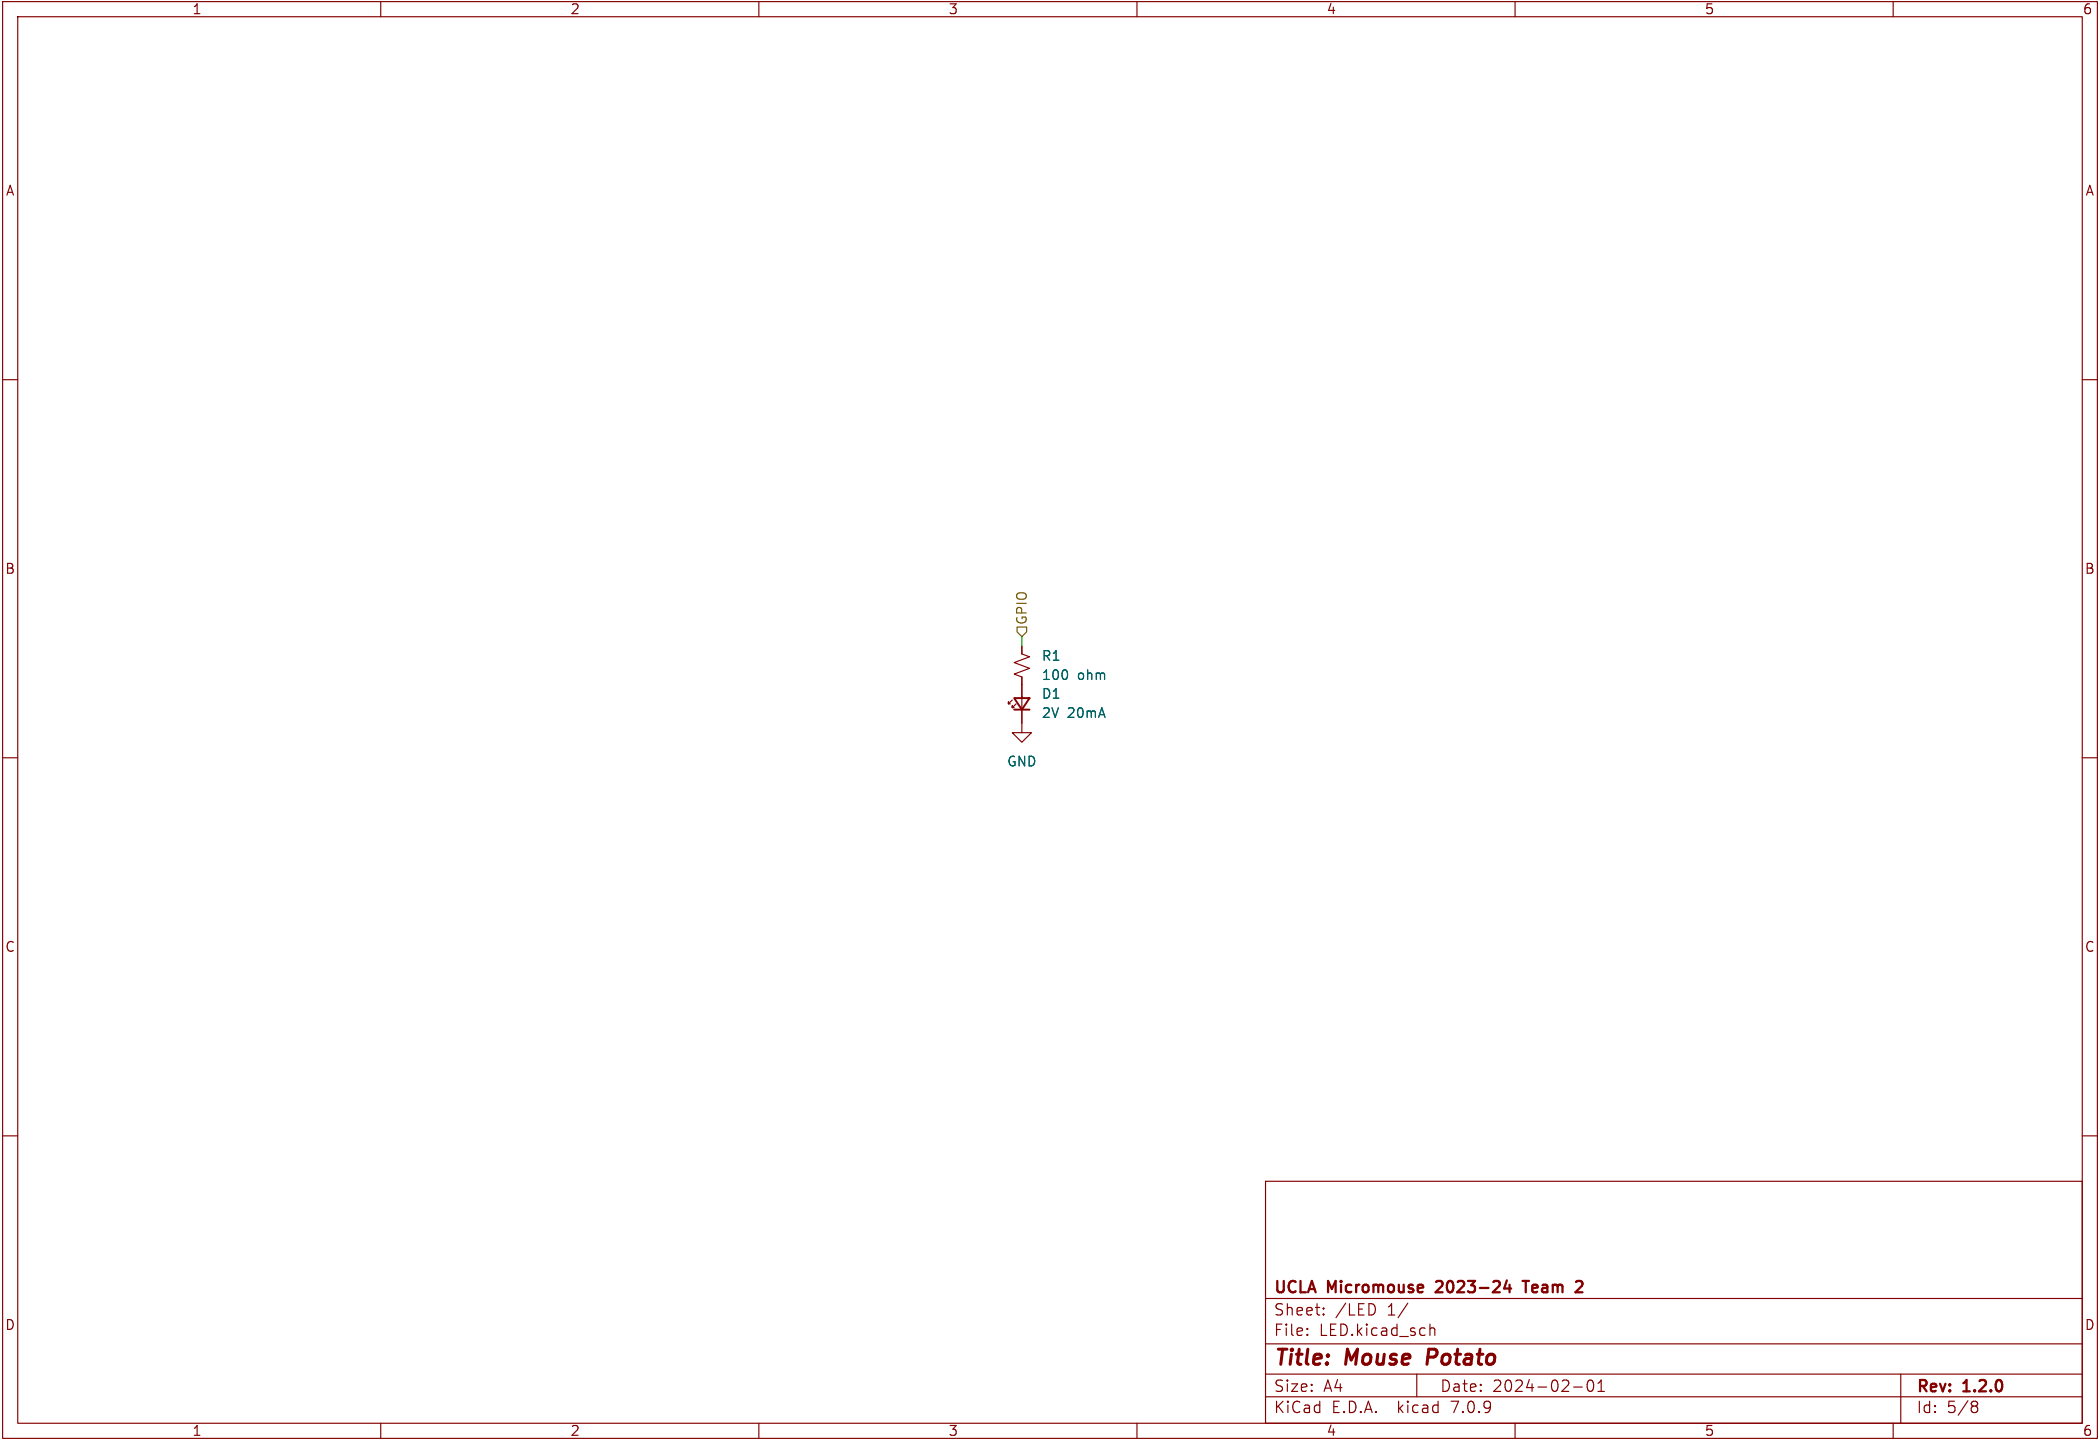 1 2 3 4 5 6
A A
B B
GPIO
R1
100 ohm
D1
2V 20mA
GND
C C
UCLA Micromouse 2023-24 Team 2
Sheet: /LED 1/
File: LED.kicad_sch
D D
Title: Mouse Potato
Size: A4 Date: 2024-02-01 Rev: 1.2.0
KiCad E.D.A. kicad 7.0.9 Id: 5/8
1 2 3 4 5 6